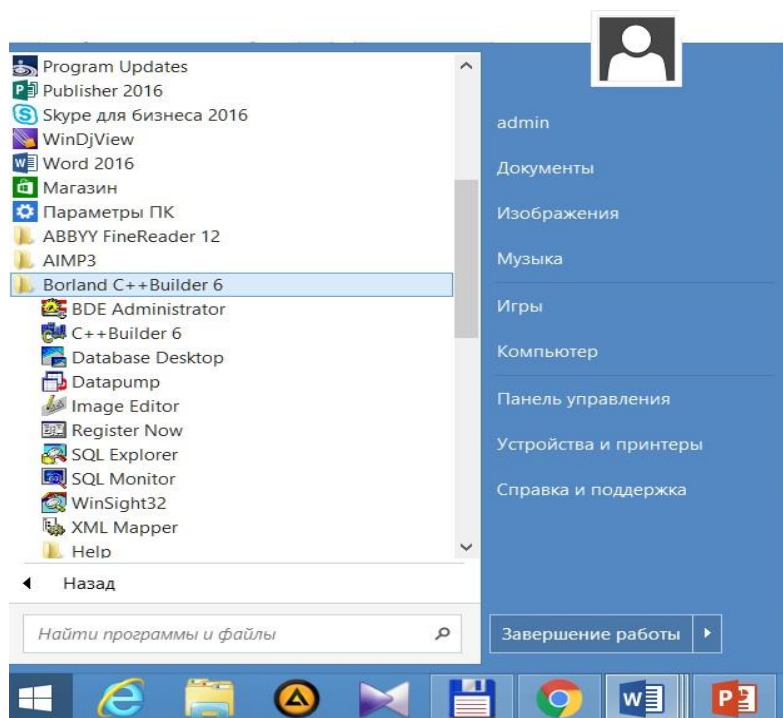 Program Updates
Publisher 2016
Skype для бизнеса 2016
WinDjView
Word 2016
Магазин
Параметры ПК
ABBYY FineReader 12
AIMP3
Borland C++Builder 6
BDE Administrator
C++Builder 6
Database Desktop
Datapump
Image Editor
Register Now
SQL Explorer
SQL Monitor
WinSight32
XML Mapper
Help
Назад
Найти программы и файлы
admin
Документы
Изображения
Музыка
Игры
Компьютер
Панель управления
Устройства и принтеры
Справка и поддержка
Завершение работы